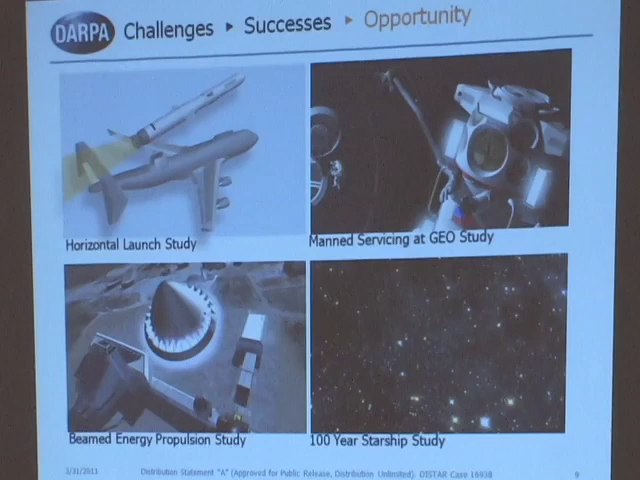 DARPA Challenges ▸ Successes ▸ Opportunity
Horizontal Launch Study
Manned Servicing at GEO Study
Beamed Energy Propulsion Study
100 Year Starship Study
3/31/2011 Distribution Statement "A" (Approved for Public Release, Distribution Unlimited). DISTAR Case 16938 9